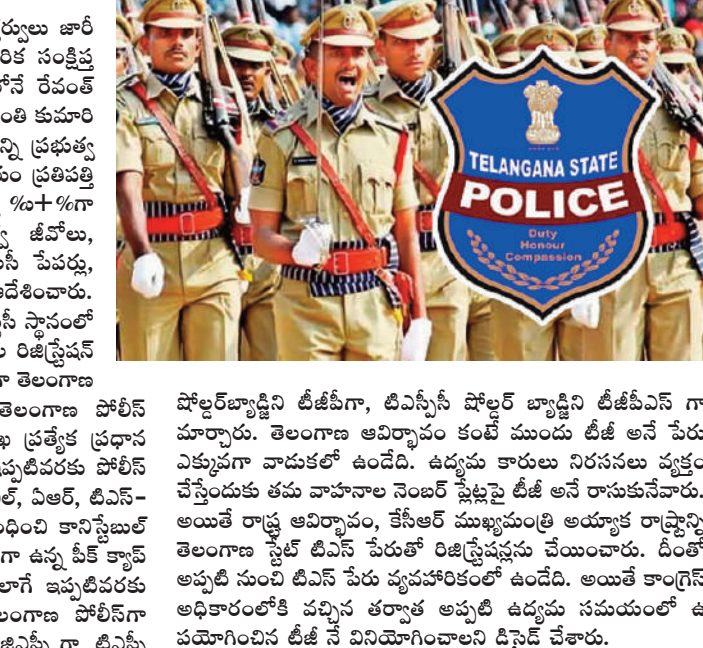 ర్వులు జారీ
రిక సంక్షిప్త
లోనే రేవంత్
ంతి కుమారి
న్ని ప్రభుత్వ
ం ప్రతిపత్తి
%ు+%గా
జీవోలు,
సీ పేపర్లు,
దేశించారు.
సీ స్థానంలో
రిజిస్ట్రేషన్
గా తెలంగాణ
తెలంగాణ పోలీస్
ఖ ప్రత్యేక ప్రధాన
ప్పటివరకు పోలీస్
ల్, ఏఆర్, టిఎస్-
ంధించి కానిస్టేబుల్
గా ఉన్న పీక్ క్యాప్
లాగే ఇప్పటివరకు
లంగాణ పోలీస్‌గా
జిఎస్పీ గా, టిఎస్పీ
TELANGANA STATE
POLICE
Duty
Honour
Compassion
షోల్డర్‌బ్యాడ్జిని టీజీపీగా, టిఎస్పీసీ షోల్డర్ బ్యాడ్జిని టీజీపీఎస్ గా
మార్చారు. తెలంగాణ ఆవిర్భావం కంటే ముందు టీజీ అనే పేరు
ఎక్కువగా వాడుకలో ఉండేది. ఉద్యమ కారులు నిరసనలు వ్యక్తం
చేస్తేందుకు తమ వాహనాల నెంబర్ ప్లేట్లపై టీజీ అనే రాసుకునేవారు.
అయితే రాష్ట్ర ఆవిర్భావం, కేసీఆర్ ముఖ్యమంత్రి అయ్యాక రాష్ట్రాన్ని
తెలంగాణ స్టేట్ టిఎస్ పేరుతో రిజిస్ట్రేషన్లను చేయించారు. దీంతో
అప్పటి నుంచి టిఎస్ పేరు వ్యవహారికంలో ఉండేది. అయితే కాంగ్రెస్
అధికారంలోకి వచ్చిన తర్వాత అప్పటి ఉద్యమ సమయంలో ఉ
పయోగించిన టీజీ నే వినియోగించాలని డిసైడ్ చేశారు.